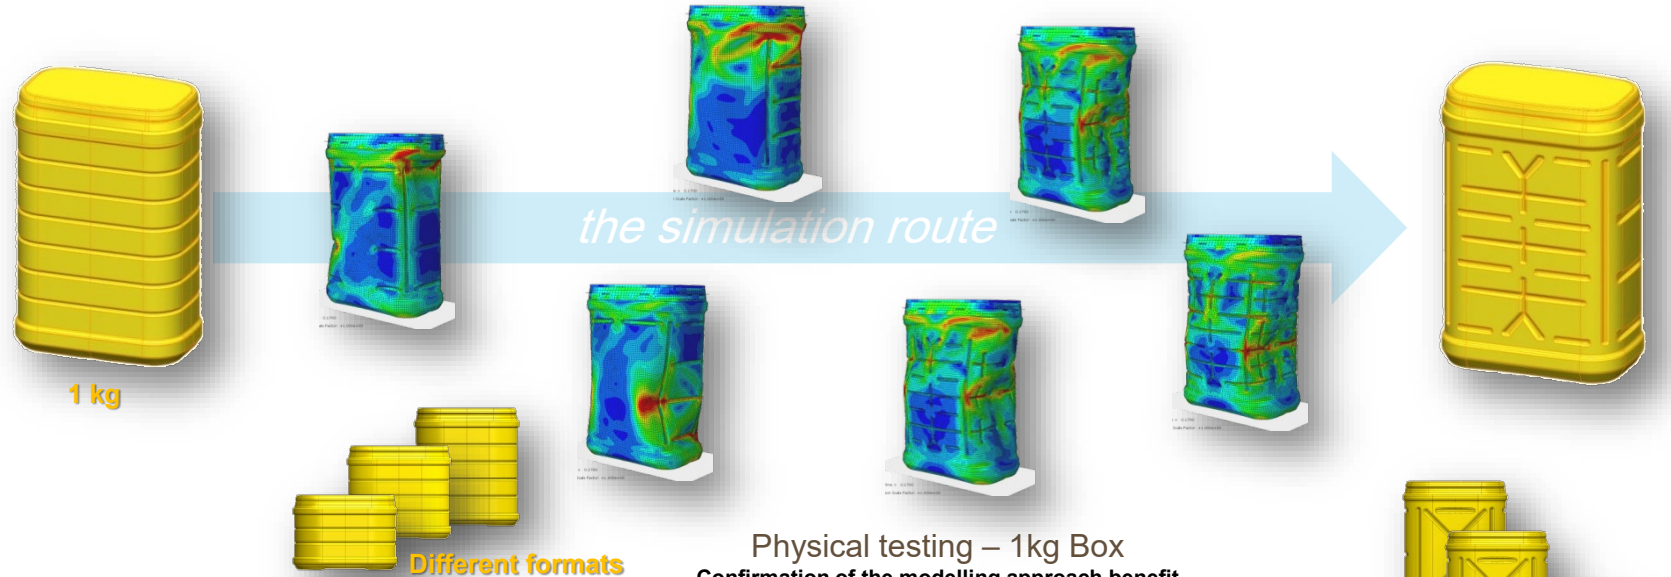 the simulation route
1 kg
Different formats
Physical testing – 1kg Box
Confirmation of the modelling approach benefit